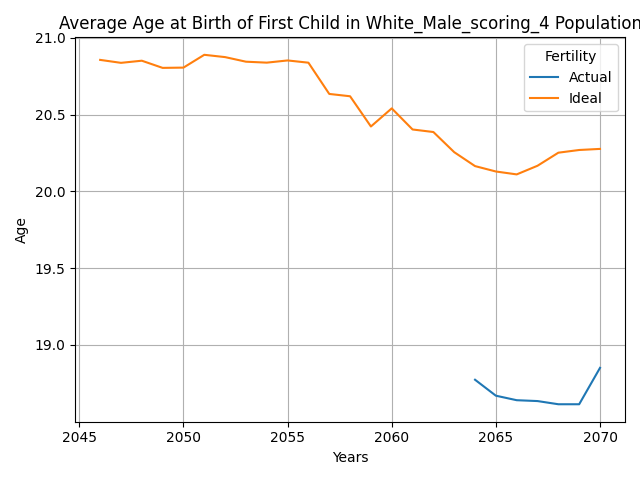 Average Age at Birth of First Child in White_Male_scoring_4 Population
21.0
20.5
20.0
19.5
19.0
Age
Fertility
Actual
Ideal
2045 2050 2055 2060 2065 2070
Years